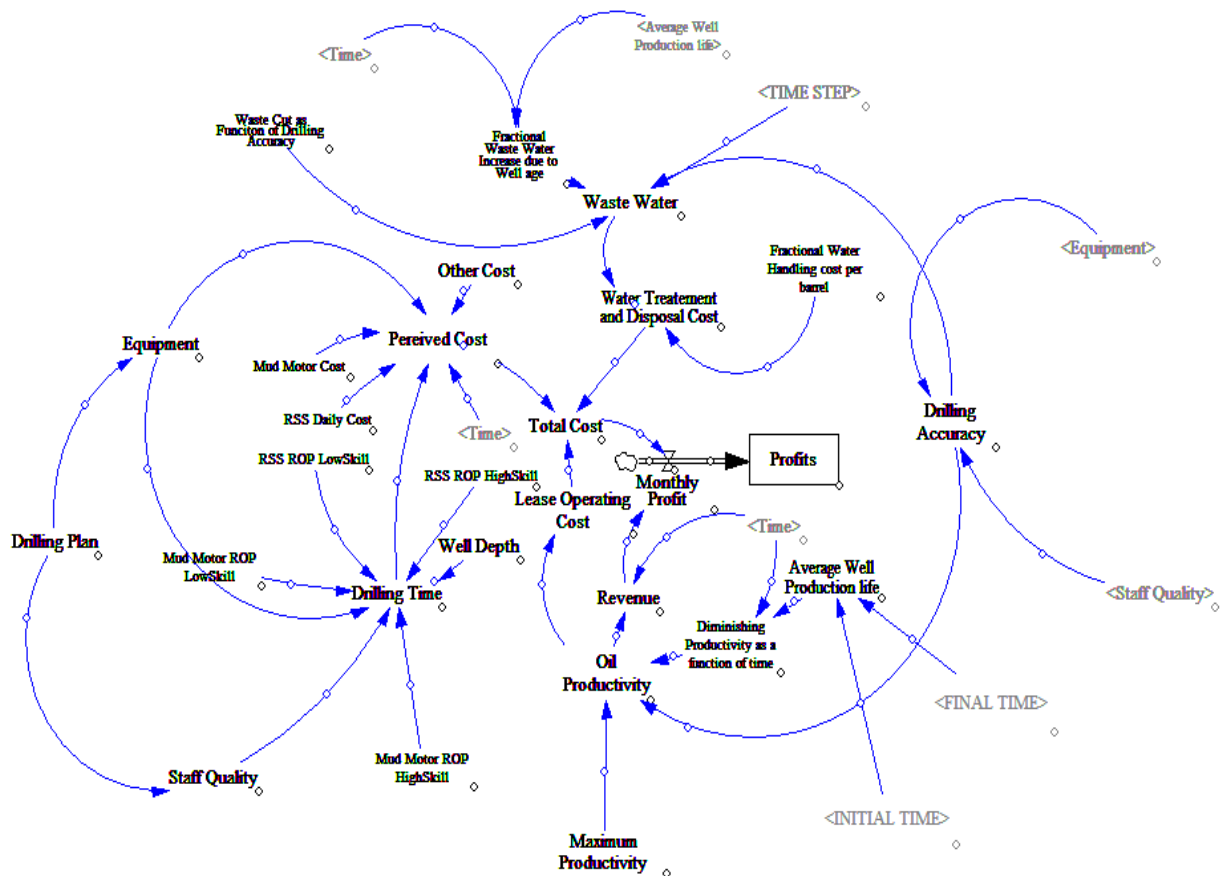 <Average Well
Production life>
<Time>
<TIME STEP>
Waste Cut as
Funciton of Drilling
Accuracy
Fractional
Waste Water
Increase due to
Well age
Waste Water
<Equipment>
Fractional Water
Handling cost per
barrel
Other Cost
Water Treatement
and Disposal Cost
Pereived Cost
Equipment
Mud Motor Cost
RSS Daily Cost
<Time>
Total Cost
Drilling
Accuracy
Profits
RSS ROP LowSkill
RSS ROP HighSkill
Monthly
Profit
Lease Operating
Cost
<Time>
Drilling Plan
Well Depth
Mud Motor ROP
LowSkill
Drilling Time
Average Well
Production life
Revenue
<Staff Quality>
Diminishing
Productivity as a
function of time
Oil
Productivity
<FINAL TIME>
Staff Quality
Mud Motor ROP
HighSkill
<INITIAL TIME>
Maximum
Productivity